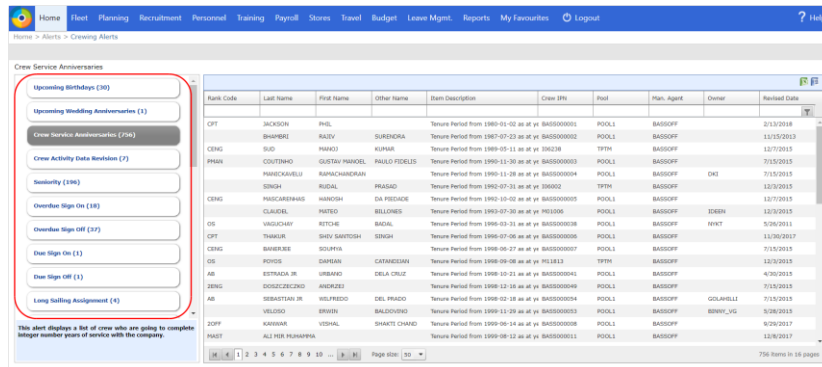 Home Fleet Planning Recruitment Personnel Training Payroll Stores Travel Budget Leave Mgmt. Reports My Favourites Logout ? Help
Home > Alerts > Crewing Alerts
Crew Service Anniversaries
Upcoming Birthdays (30)
Upcoming Wedding Anniversaries (1)
Crew Service Anniversaries (756)
Crew Activity Data Revision (7)
Seniority (196)
Overdue Sign On (18)
Overdue Sign Off (37)
Due Sign On (1)
Due Sign Off (1)
Long Sailing Assignment (4)
This alert displays a list of crew who are going to complete
integer number years of service with the company.
Rank Code Last Name First Name Other Name Item Description Crew IPN Pool Man. Agent Owner Revised Date
CPT JACKSON PHIL Tenure Period from 1980-01-02 as at ye BASS000001 POOL1 BASSOFF 2/13/2018
BHAMBRI RAJEV SURENDRA Tenure Period from 1987-07-23 as at ye BASS000002 POOL1 BASSOFF 11/15/2013
CENG SUD MANOJ KUMAR Tenure Period from 1989-05-11 as at ye I06238 TPTM BASSOFF 12/7/2015
PMAN COUTINHO GUSTAV MANOEL PAULO FIDELIS Tenure Period from 1990-11-30 as at ye BASS000003 POOL1 BASSOFF 7/15/2015
MANICKAVELU RAMACHANDRAN Tenure Period from 1990-11-28 as at ye BASS000004 POOL1 BASSOFF OKI 7/15/2015
SINGH RUDAL PRASAD Tenure Period from 1992-07-31 as at ye I06002 TPTM BASSOFF 12/3/2015
CENG MASCARENHAS HANOSH DA PIEDADE Tenure Period from 1992-10-02 as at ye BASS000005 POOL1 BASSOFF 12/7/2015
CLAUDEL MATEO BILLONES Tenure Period from 1993-07-30 as at ye M01006 POOL1 BASSOFF IDEEN 12/3/2015
OS VAGUCHAY RITCHE BADAL Tenure Period from 1996-03-31 as at ye BASS000038 POOL1 BASSOFF NYKT 5/26/2011
CPT THAKUR SHIV SANTOSH SINGH Tenure Period from 1996-07-06 as at ye BASS000006 POOL1 BASSOFF 11/30/2017
CENG BANERJEE SOUMYA Tenure Period from 1998-06-27 as at ye BASS000007 POOL1 BASSOFF 7/15/2015
OS POYOS DAMIAN CATANDIJAN Tenure Period from 1998-09-08 as at ye M11813 TPTM BASSOFF 12/3/2015
AB ESTRADA JR URBANO DELA CRUZ Tenure Period from 1998-10-21 as at ye BASS000041 POOL1 BASSOFF 4/30/2015
2ENG DOSZCZECZKO ANDRZEJ Tenure Period from 1998-12-16 as at ye BASS000049 POOL1 BASSOFF 7/15/2015
AB SEBASTIAN JR WILFREDO DEL PRADO Tenure Period from 1998-02-18 as at ye BASS000054 POOL1 BASSOFF GOLAMILLI 7/15/2015
VELOSO ERWIN BALDOVINO Tenure Period from 1999-11-29 as at ye BASS000053 POOL1 BASSOFF BENNY_VG 5/28/2015
2OFF KANWAR VISHAL SHAKTI CHAND Tenure Period from 1999-06-14 as at ye BASS000008 POOL1 BASSOFF 9/29/2017
MAST ALI MIR MUHAMMA Tenure Period from 1999-08-12 as at ye BASS000011 POOL1 BASSOFF 12/8/2017
1 2 3 4 5 6 7 8 9 10 ... Page size: 50 756 items in 16 pages